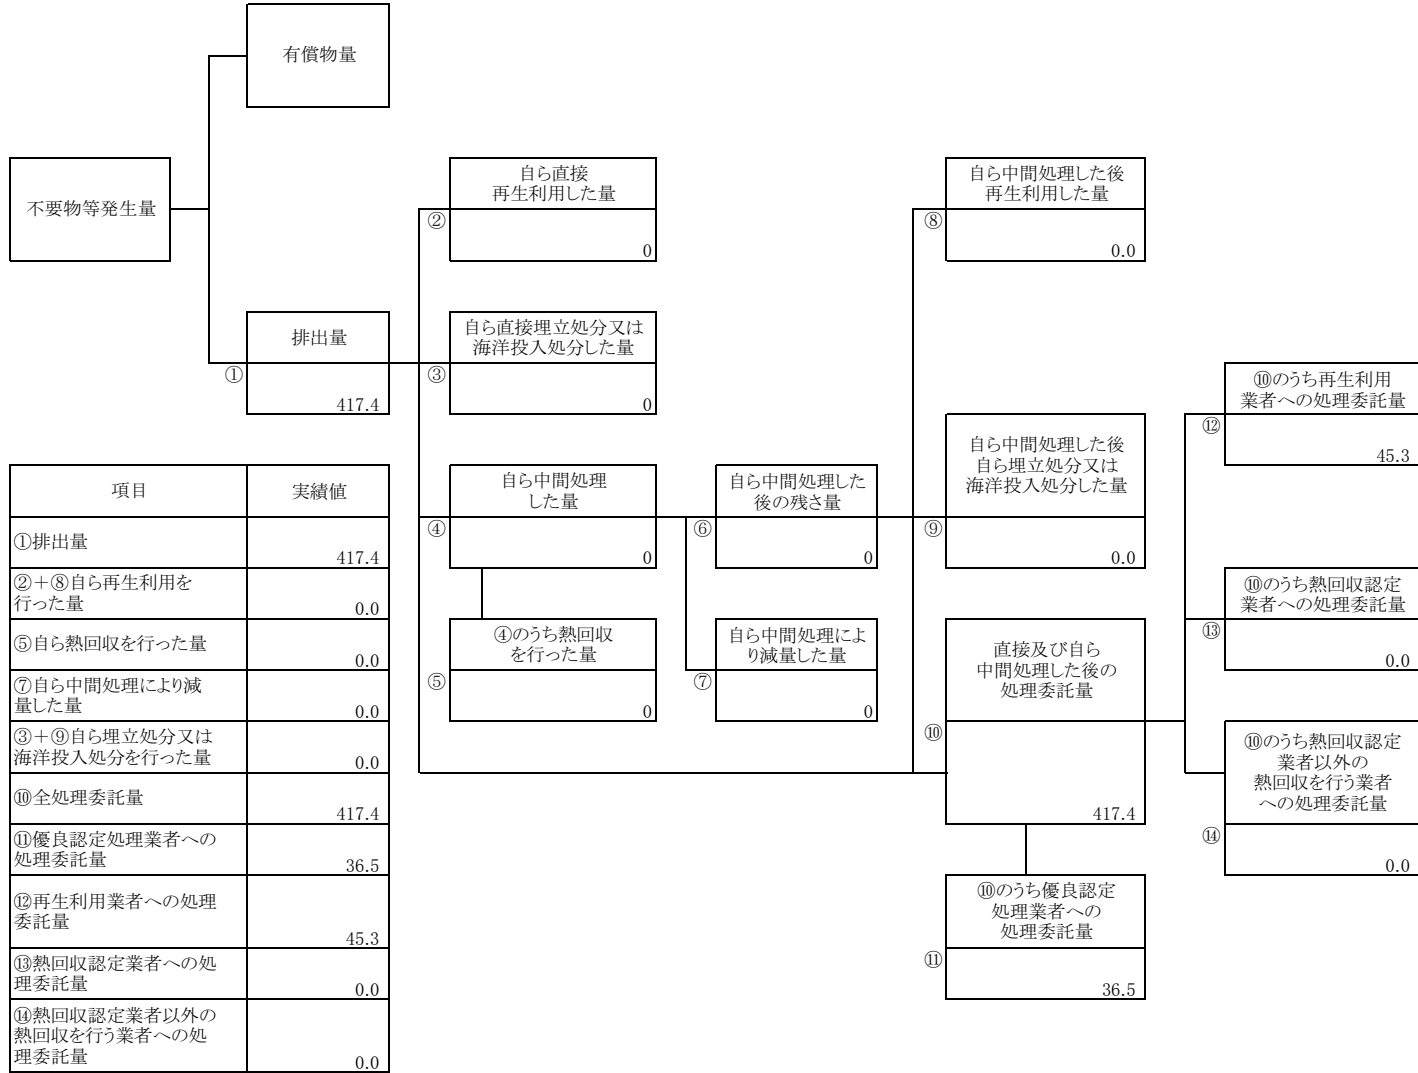 有償物量
不要物等発生量
自ら直接
再生利用した量
②
0
自ら中間処理した後
再生利用した量
⑧
0.0
排出量
①
417.4
自ら直接埋立処分又は
海洋投入処分した量
③
0
⑩のうち再生利用
業者への処理委託量
⑫
45.3
自ら中間処理
した量
④
0
自ら中間処理した
後の残さ量
⑥
0
自ら中間処理した後
自ら埋立処分又は
海洋投入処分した量
⑨
0.0
⑩のうち熱回収認定
業者への処理委託量
⑬
0.0
④のうち熱回収
を行った量
⑤
0
自ら中間処理によ
り減量した量
⑦
0
直接及び自ら
中間処理した後の
処理委託量
⑩
417.4
⑩のうち熱回収認定
業者以外の
熱回収を行う業者
への処理委託量
⑭
0.0
⑩のうち優良認定
処理業者への
処理委託量
⑪
36.5
項目
実績値
①排出量
417.4
②+⑧自ら再生利用を
行った量
0.0
⑤自ら熱回収を行った量
0.0
⑦自ら中間処理により減
量した量
0.0
③+⑨自ら埋立処分又は
海洋投入処分を行った量
0.0
⑩全処理委託量
417.4
⑪優良認定処理業者への
処理委託量
36.5
⑫再生利用業者への処理
委託量
45.3
⑬熱回収認定業者への処
理委託量
0.0
⑭熱回収認定業者以外の
熱回収を行う業者への処
理委託量
0.0